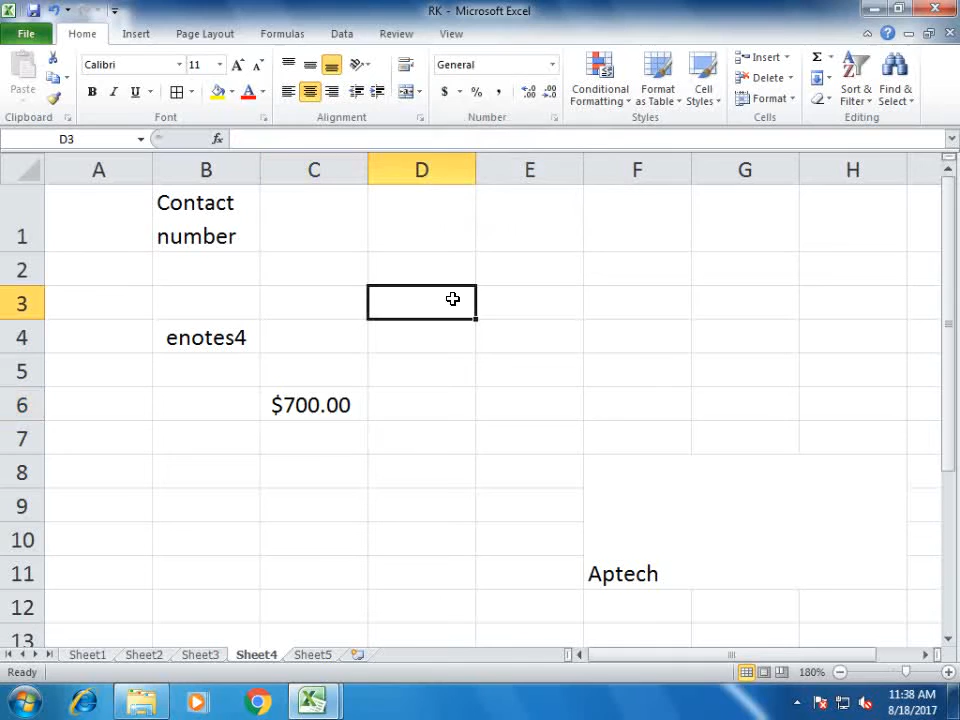 RK - Microsoft Excel
File Home Insert Page Layout Formulas Data Review View
Calibri 11 General
Paste
B I U $ % ,
Conditional Formatting
Format as Table
Cell Styles
Insert
Delete
Format
Σ
Sort & Filter
Find & Select
Clipboard Font Alignment Number Styles Cells Editing
D3 fx
A B C D E F G H
1 Contact
number
2
3
4 enotes4
5
6 $700.00
7
8
9
10
11 Aptech
12
13
Sheet1 Sheet2 Sheet3 Sheet4 Sheet5
Ready 180%
11:38 AM
8/18/2017